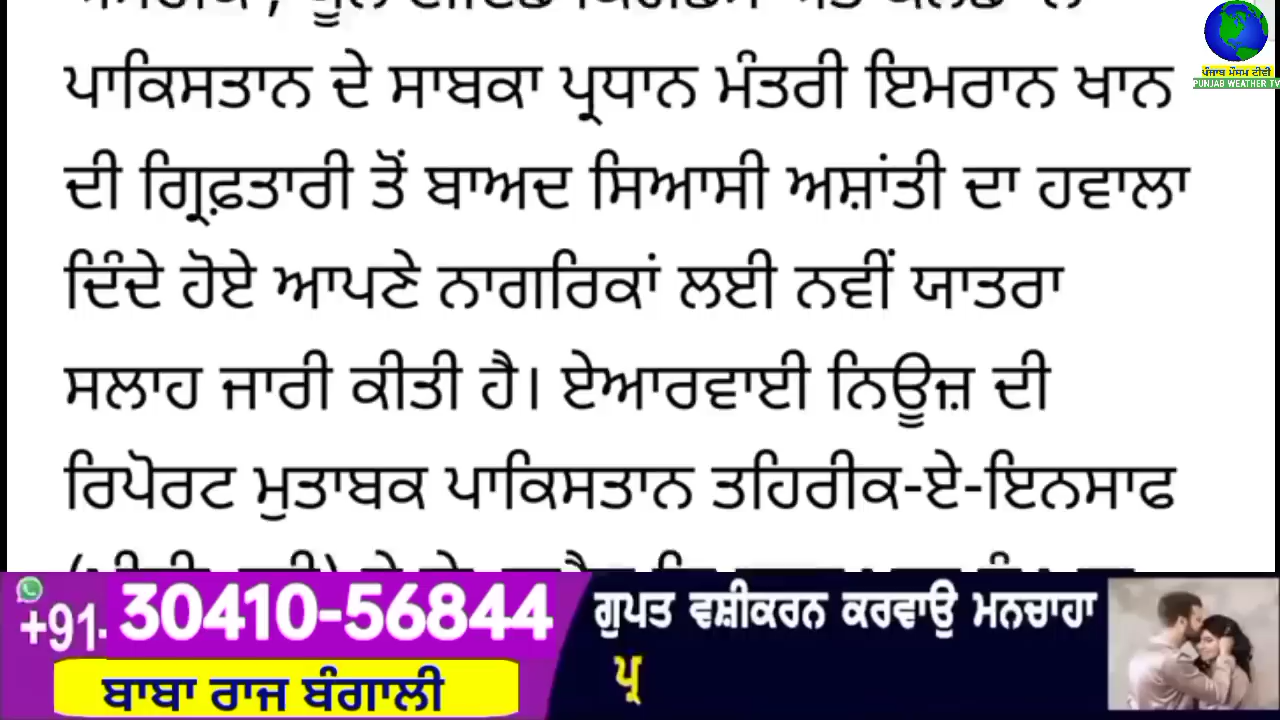 ਪਾਕਿਸਤਾਨ ਦੇ ਸਾਬਕਾ ਪ੍ਰਧਾਨ ਮੰਤਰੀ ਇਮਰਾਨ ਖਾਨ
ਦੀ ਗ੍ਰਿਫ਼ਤਾਰੀ ਤੋਂ ਬਾਅਦ ਸਿਆਸੀ ਅਸ਼ਾਂਤੀ ਦਾ ਹਵਾਲਾ
ਦਿੰਦੇ ਹੋਏ ਆਪਣੇ ਨਾਗਰਿਕਾਂ ਲਈ ਨਵੀਂ ਯਾਤਰਾ
ਸਲਾਹ ਜਾਰੀ ਕੀਤੀ ਹੈ। ਏਆਰਵਾਈ ਨਿਊਜ਼ ਦੀ
ਰਿਪੋਰਟ ਮੁਤਾਬਕ ਪਾਕਿਸਤਾਨ ਤਹਿਰੀਕ-ਏ-ਇਨਸਾਫ
ਪੰਜਾਬ ਮੌਸਮ ਟੀਵੀ
PUNJAB WEATHER TV
+91- 30410-56844
ਬਾਬਾ ਰਾਜ ਬੰਗਾਲੀ
ਗੁਪਤ ਵਸ਼ੀਕਰਨ ਕਰਵਾਉ ਮਨਚਾਹਾ
ਪ੍ਰ